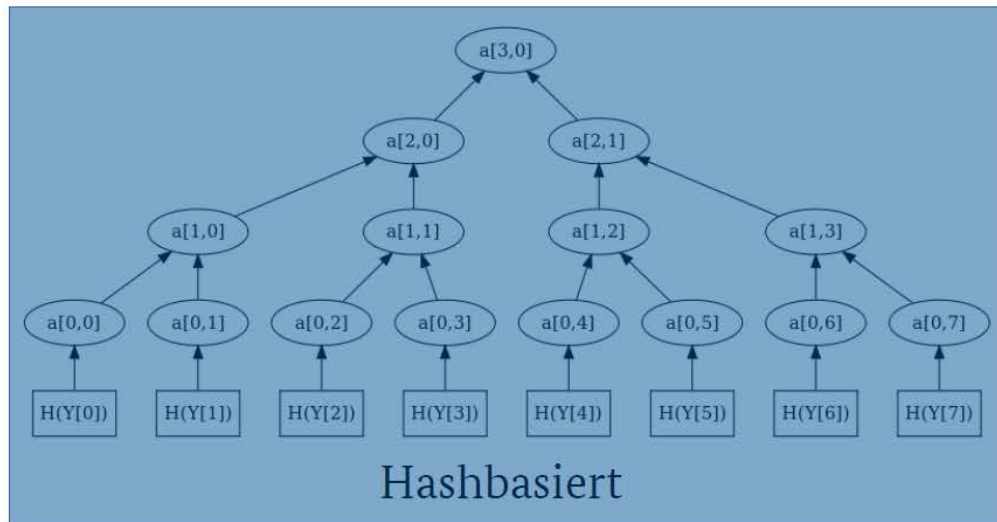 a[3,0]
a[2,0] a[2,1]
a[1,0] a[1,1] a[1,2] a[1,3]
a[0,0] a[0,1] a[0,2] a[0,3] a[0,4] a[0,5] a[0,6] a[0,7]
H(Y[0]) H(Y[1]) H(Y[2]) H(Y[3]) H(Y[4]) H(Y[5]) H(Y[6]) H(Y[7])
Hashbasiert